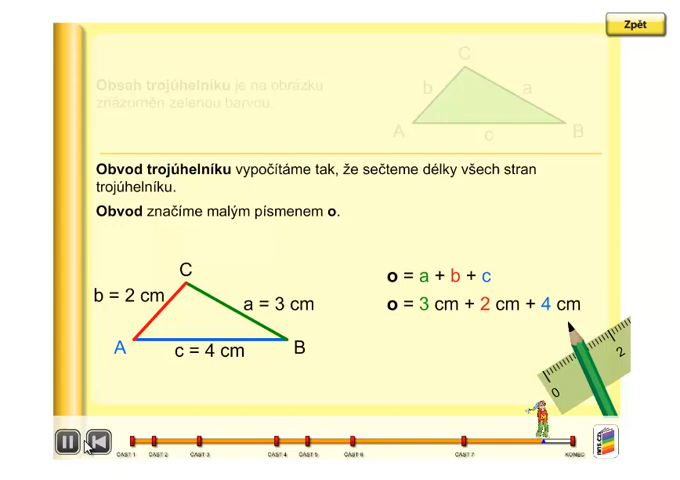 Zpět
Obsah trojúhelníku je na obrázku
znázorněn zelenou barvou.
C
b
a
A
c
B
Obvod trojúhelníku vypočítáme tak, že sečteme délky všech stran
trojúhelníku.
Obvod značíme malým písmenem o.
C
b = 2 cm
a = 3 cm
A
c = 4 cm
B
o = a + b + c
o = 3 cm + 2 cm + 4 cm
0
2
ČÁST 1 ČÁST 2 ČÁST 3 ČÁST 4 ČÁST 5 ČÁST 6 ČÁST 7 KONEC